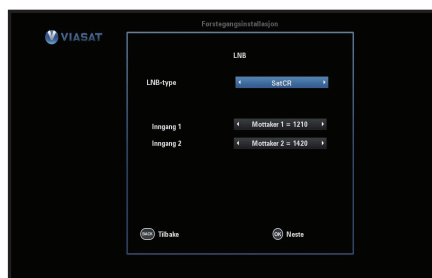 Førstegangsinstallasjon
VIASAT
LNB
LNB-type SatCR
Inngang 1 Mottaker 1 = 1210
Inngang 2 Mottaker 2 = 1420
BACK Tilbake OK Neste